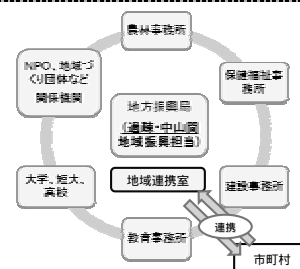 農林事務所
NPO、地域づ
くり団体など
関係機関
保健福祉事
務所
地方振興局
(過疎・中山間
地域振興担当)
大学、短大、
高校
地域連携室
建設事務所
教育事務所
連携
市町村